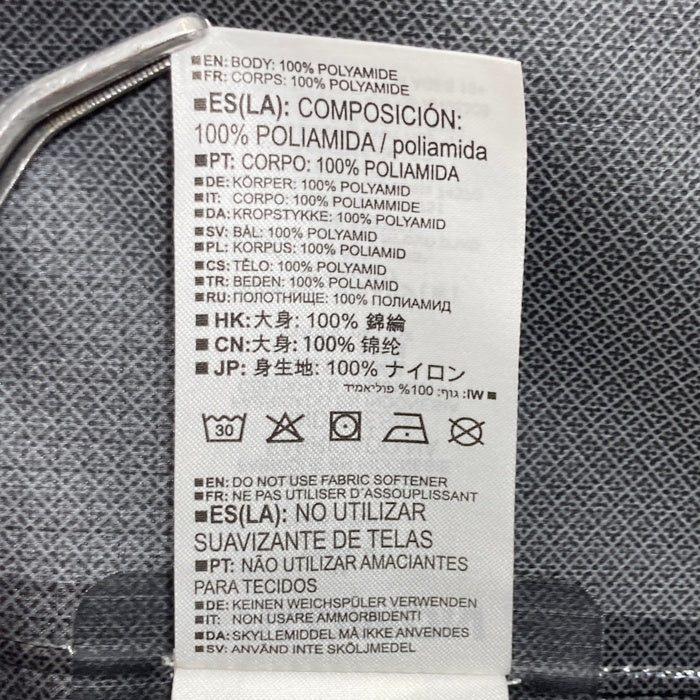 ■EN: BODY: 100% POLYAMIDE
■FR: CORPS: 100% POLYAMIDE
■ES(LA): COMPOSICIÓN:
100% POLIAMIDA / poliamida
■PT: CORPO: 100% POLIAMIDA
■DE: KÖRPER: 100% POLYAMID
■IT: CORPO: 100% POLIAMMIDE
■DA: KROPSTYKKE: 100% POLYAMID
■SV: BÅL: 100% POLYAMID
■PL: KORPUS: 100% POLIAMID
■CS: TĚLO: 100% POLYAMID
■TR: BEDEN: 100% POLLAMID
■RU: ПОЛОТНИЩЕ: 100% ПОЛИАМИД
■HK:大身: 100% 錦綸
■CN:大身: 100% 锦纶
■JP: 身生地: 100% ナイロン
■IW: גוף: 100% פוליאמיד
30
■EN: DO NOT USE FABRIC SOFTENER
■FR: NE PAS UTILISER D´ASSOUPLISSANT
■ES(LA): NO UTILIZAR
SUAVIZANTE DE TELAS
■PT: NÃO UTILIZAR AMACIANTES
PARA TECIDOS
■DE: KEINEN WEICHSPÜLER VERWENDEN
■IT: NON USARE AMMORBIDENTI
■DA: SKYLLEMIDDEL MÅ IKKE ANVENDES
■SV: ANVÄND INTE SKÖLJMEDEL